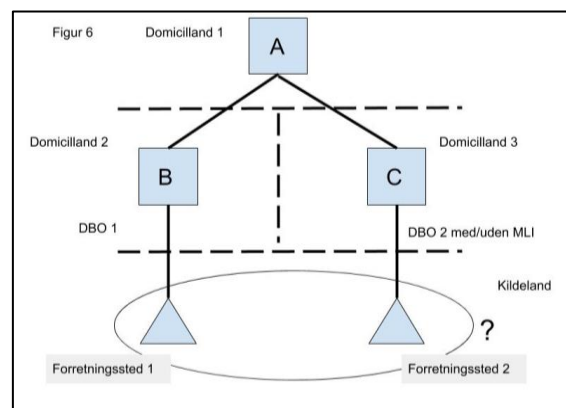 Figur 6
Domicilland 1
A
Domicilland 2
Domicilland 3
B
C
DBO 1
DBO 2 med/uden MLI
Kildeland
?
Forretningssted 1
Forretningssted 2